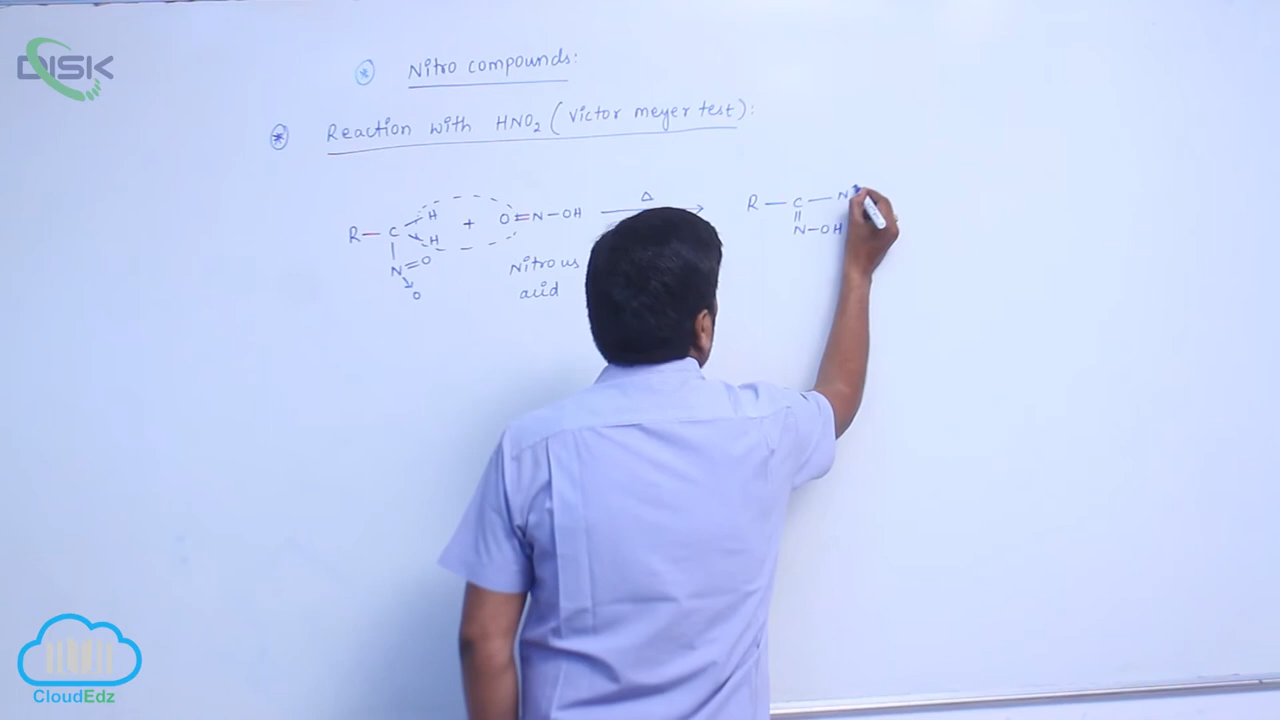 DISK
* Nitro compounds:
* Reaction with HNO2 (Victor meyer test):
R — C — H H + O = N — OH Δ → R — C — N
N = O
N — OH
O
Nitrous
acid
CloudEdz